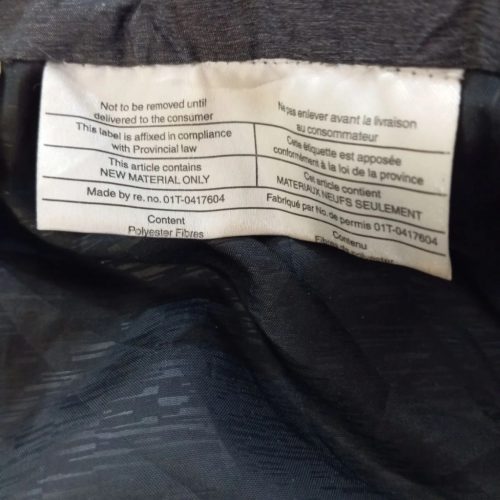 Not to be removed until
delivered to the consumer
This label is affixed in compliance
with Provincial law
This article contains
NEW MATERIAL ONLY
Made by re. no. 01T-0417604
Content
Polyester Fibres
Ne pas enlever avant la livraison
au consommateur
Cette étiquette est apposée
conformément à la loi de la province
Cet article contient
MATERIAUX NEUFS SEULEMENT
Fabriqué par No. de permis 01T-0417604
Contenu